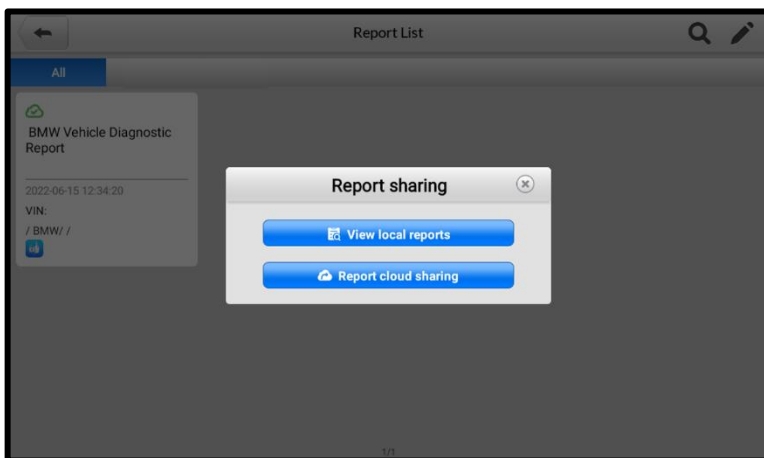 Report List
All
BMW Vehicle Diagnostic
Report
2022-06-15 12:34:20
VIN:
/ BMW/ /
Report sharing
View local reports
Report cloud sharing
1/1